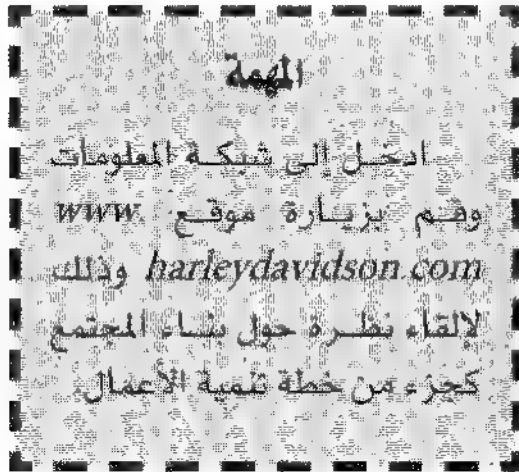 المهمة
ادخل إلى شبكة المعلومات
وقم بزيارة موقع www.
harleydavidson.com وذلك
لإلقاء نظرة حول بناء المجتمع
كجزء من خطة تنمية الأعمال.